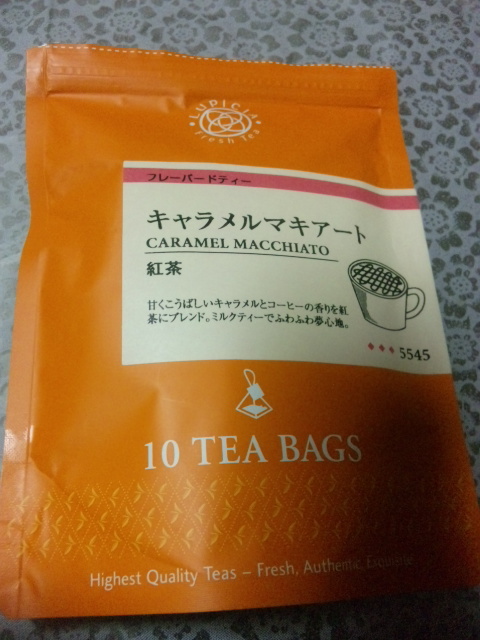 LUPICIA
Fresh Tea
フレーバードティー
キャラメルマキアート
CARAMEL MACCHIATO
紅茶
甘くこうばしいキャラメルとコーヒーの香りを紅
茶にブレンド。ミルクティーでふわふわ夢心地。
5545
10 TEA BAGS
Highest Quality Teas – Fresh, Authentic, Exquisite